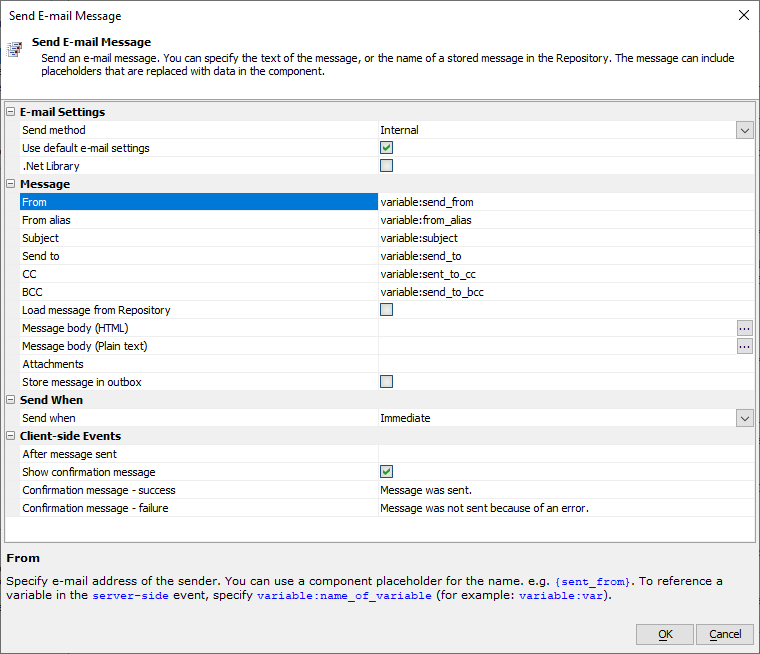 Send E-mail Message
Send E-mail Message
Send an e-mail message. You can specify the text of the message, or the name of a stored message in the Repository. The message can include
placeholders that are replaced with data in the component.
E-mail Settings
Send method Internal
Use default e-mail settings
.Net Library
Message
From variable:send_from
From alias variable:from_alias
Subject variable:subject
Send to variable:send_to
CC variable:sent_to_cc
BCC variable:send_to_bcc
Load message from Repository
Message body (HTML) ...
Message body (Plain text) ...
Attachments
Store message in outbox
Send When
Send when Immediate
Client-side Events
After message sent
Show confirmation message
Confirmation message - success Message was sent.
Confirmation message - failure Message was not sent because of an error.
From
Specify e-mail address of the sender. You can use a component placeholder for the name. e.g. {sent_from}. To reference a
variable in the server-side event, specify variable:name_of_variable (for example: variable:var).
OK Cancel